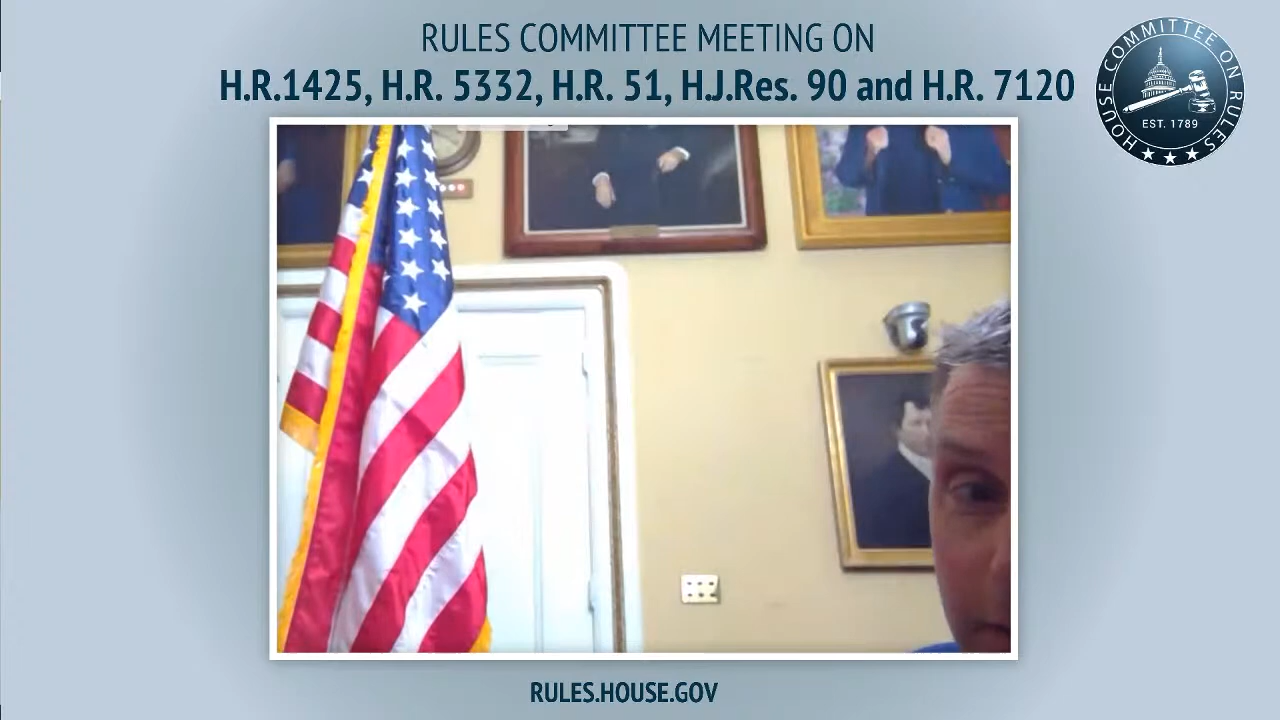 RULES COMMITTEE MEETING ON
H.R.1425, H.R. 5332, H.R. 51, H.J.Res. 90 and H.R. 7120
HOUSE COMMITTEE ON RULES
EST. 1789
RULES.HOUSE.GOV